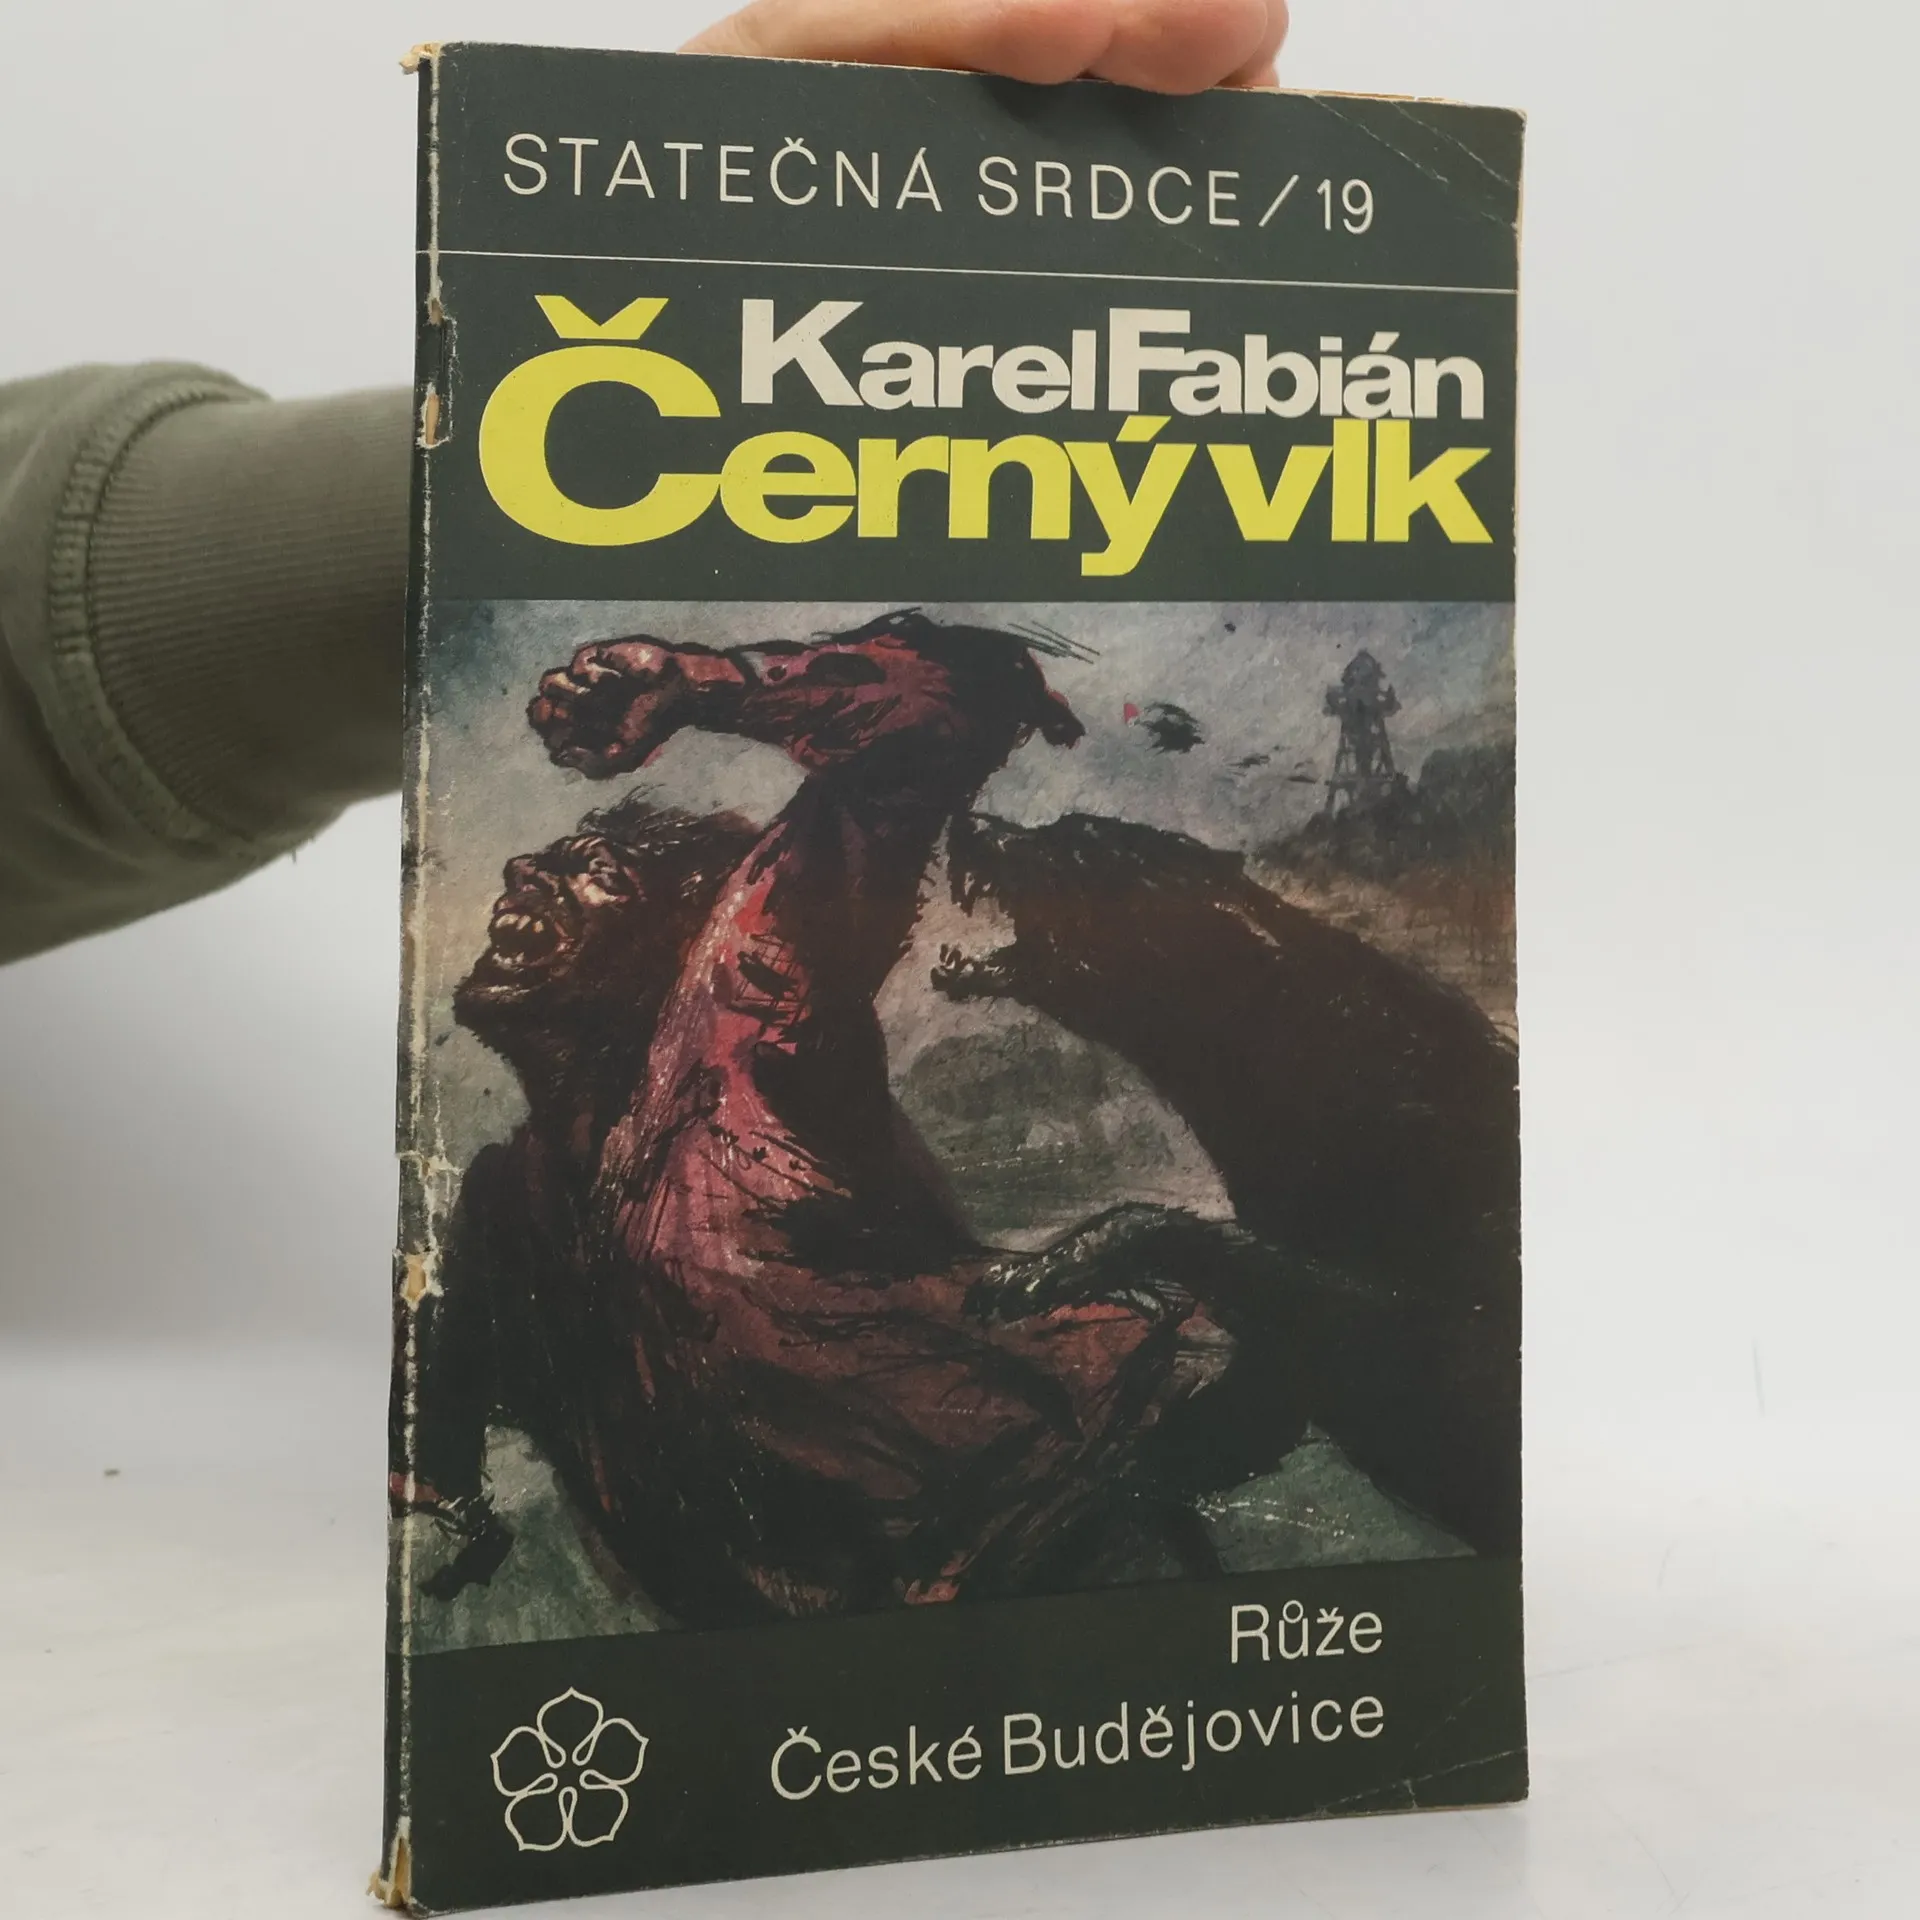 STATEČNÁ SRDCE / 19
Karel Fabián
Černý vlk
Růže
České Budějovice